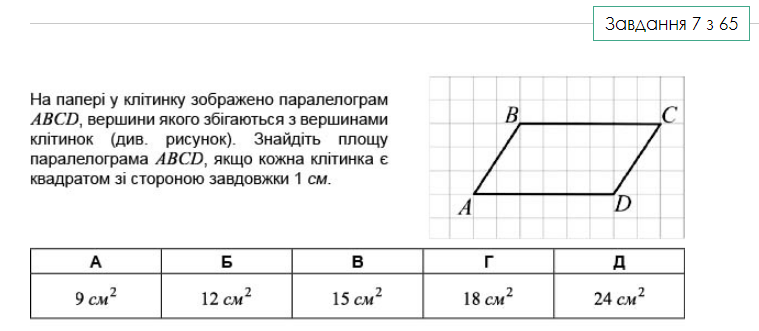 Завдання 7 з 65
На папері у клітинку зображено паралелограм
ABCD, вершини якого збігаються з вершинами
клітинок (див. рисунок). Знайдіть площу
паралелограма ABCD, якщо кожна клітинка є
квадратом зі стороною завдовжки 1 см.
B C
A D
А Б В Г Д
9 см² 12 см² 15 см² 18 см² 24 см²